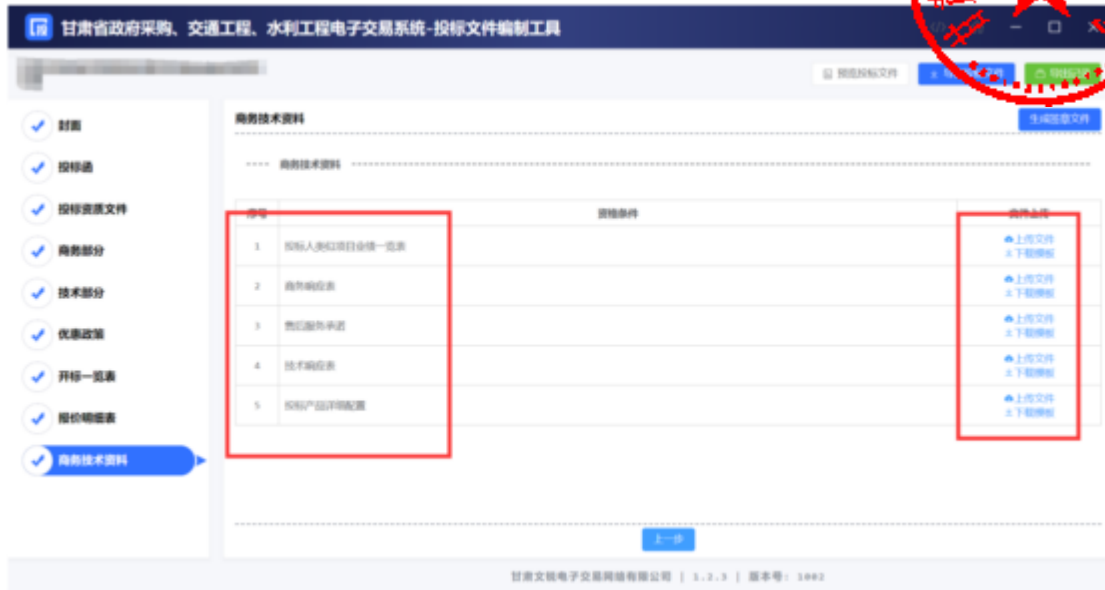 甘肃省政府采购、交通工程、水利工程电子交易系统-投标文件编制工具
预览投标文件
生成签章文件
封面
投标函
投标资质文件
商务部分
技术部分
优惠政策
开标一览表
报价明细表
商务技术资料
商务技术资料
商务技术资料
序号 资格条件 文件上传
1 投标人类似项目业绩一览表 上传文件
下载模板
2 商务响应表 上传文件
下载模板
3 售后服务承诺 上传文件
下载模板
4 技术响应表 上传文件
下载模板
5 投标产品详细配置 上传文件
下载模板
上一步
甘肃文锐电子交易网络有限公司 | 1.2.3 | 版本号: 1002